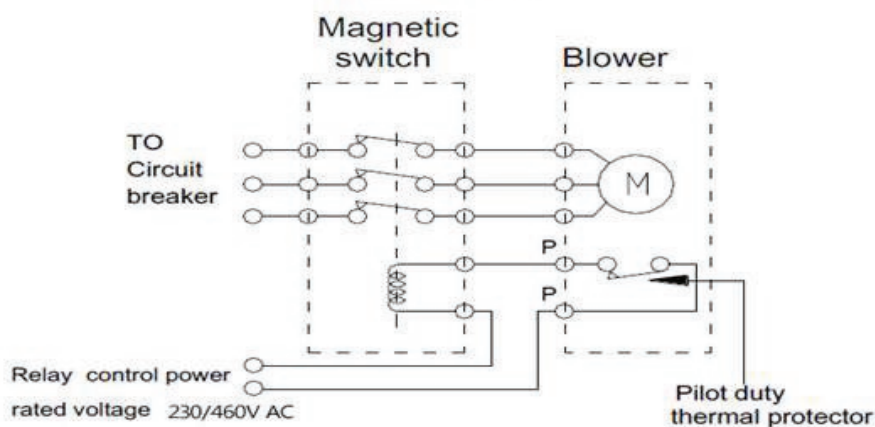 Magnetic
switch
Blower
TO
Circuit
breaker
M
P
P
Relay control power
rated voltage 230/460V AC
Pilot duty
thermal protector